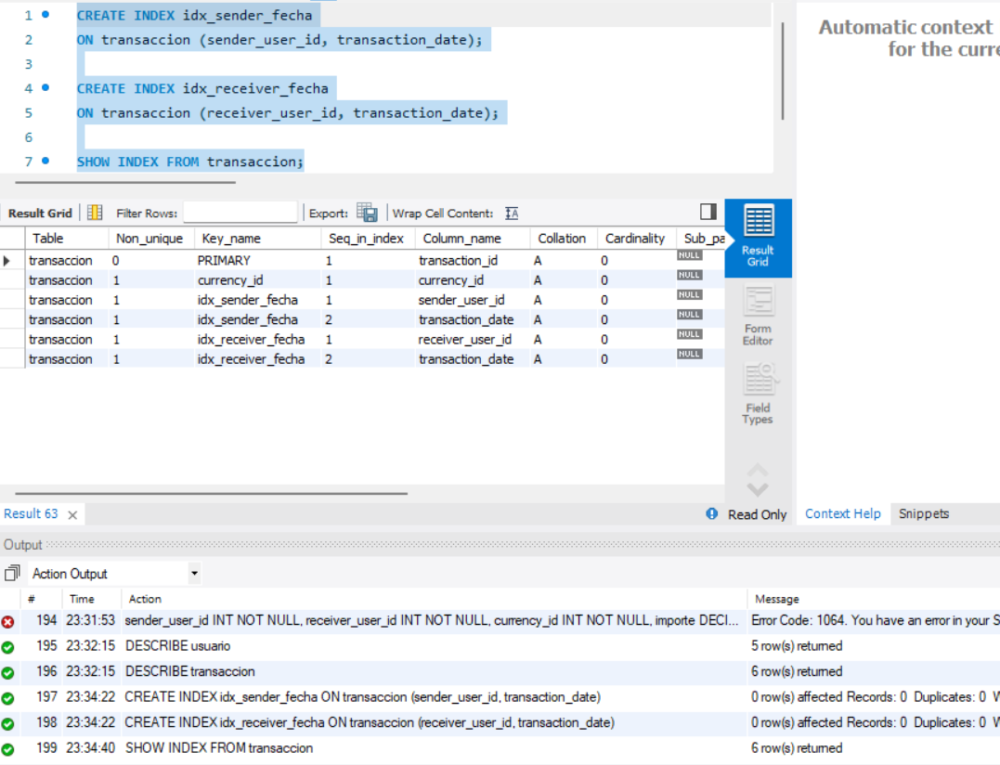 1 CREATE INDEX idx_sender_fecha
2 ON transaccion (sender_user_id, transaction_date);
3
4 CREATE INDEX idx_receiver_fecha
5 ON transaccion (receiver_user_id, transaction_date);
6
7 SHOW INDEX FROM transaccion;
Automatic context
for the curre
Result Grid Filter Rows: Export: Wrap Cell Content: IA
Table Non_unique Key_name Seq_in_index Column_name Collation Cardinality Sub_pa
transaccion 0 PRIMARY 1 transaction_id A 0 NULL
transaccion 1 currency_id 1 currency_id A 0 NULL
transaccion 1 idx_sender_fecha 1 sender_user_id A 0 NULL
transaccion 1 idx_sender_fecha 2 transaction_date A 0 NULL
transaccion 1 idx_receiver_fecha 1 receiver_user_id A 0 NULL
transaccion 1 idx_receiver_fecha 2 transaction_date A 0 NULL
Result
Grid
Form
Editor
Field
Types
Result 63 Read Only Context Help Snippets
Output
Action Output
# Time Action Message
194 23:31:53 sender_user_id INT NOT NULL, receiver_user_id INT NOT NULL, currency_id INT NOT NULL, importe DECI... Error Code: 1064. You have an error in your S
195 23:32:15 DESCRIBE usuario 5 row(s) returned
196 23:32:15 DESCRIBE transaccion 6 row(s) returned
197 23:34:22 CREATE INDEX idx_sender_fecha ON transaccion (sender_user_id, transaction_date) 0 row(s) affected Records: 0 Duplicates: 0 W
198 23:34:22 CREATE INDEX idx_receiver_fecha ON transaccion (receiver_user_id, transaction_date) 0 row(s) affected Records: 0 Duplicates: 0 W
199 23:34:40 SHOW INDEX FROM transaccion 6 row(s) returned